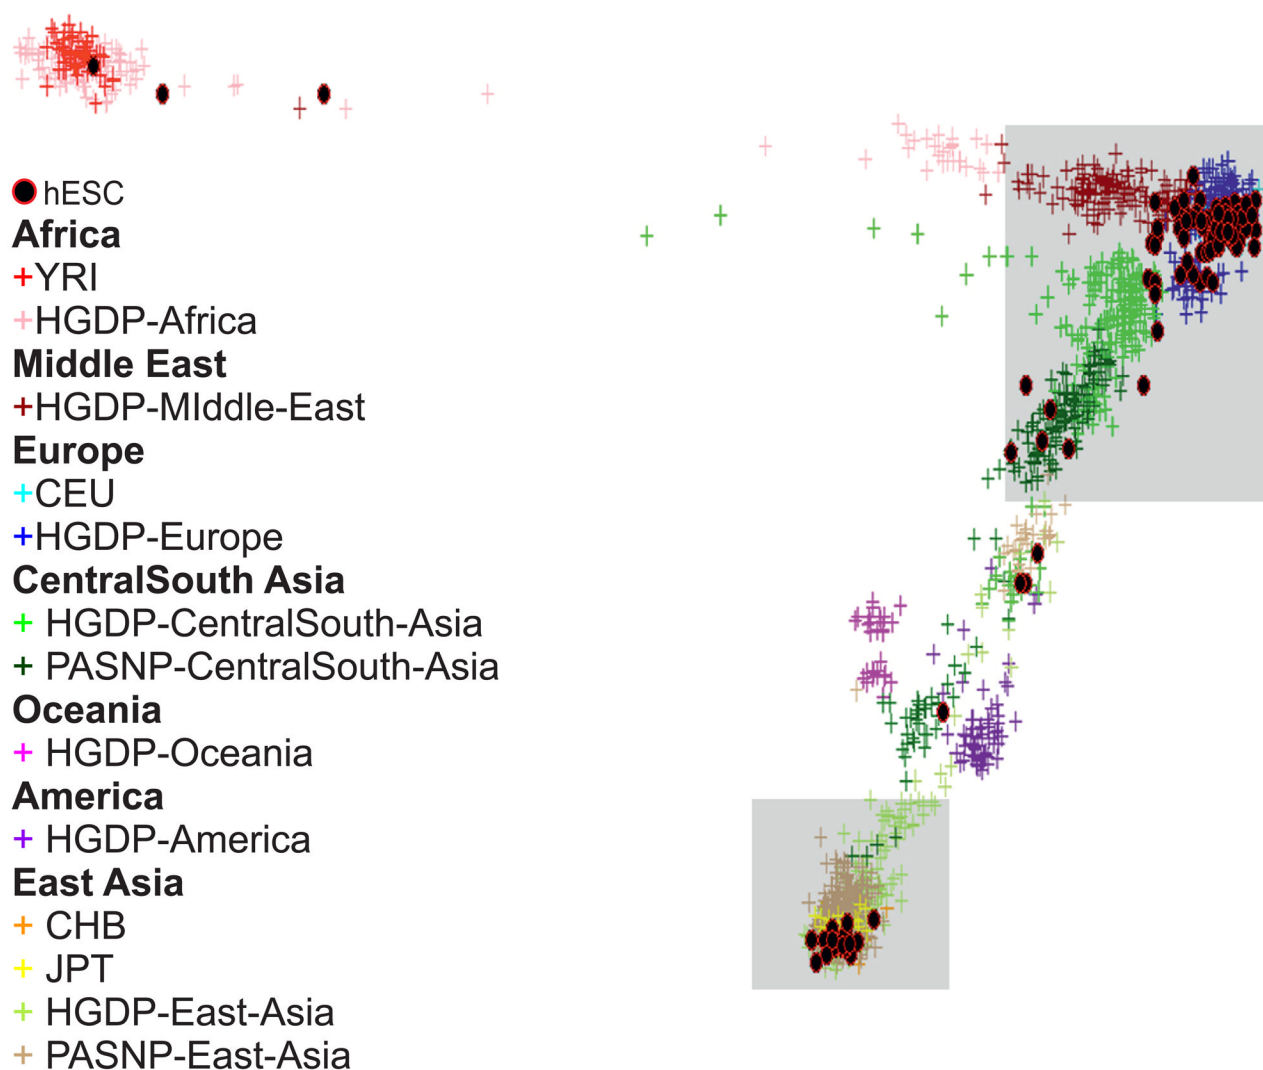 hESC
Africa
+YRI
+HGDP-Africa
Middle East
+HGDP-MIddle-East
Europe
+CEU
+HGDP-Europe
CentralSouth Asia
+ HGDP-CentralSouth-Asia
+ PASNP-CentralSouth-Asia
Oceania
+ HGDP-Oceania
America
+ HGDP-America
East Asia
+ CHB
+ JPT
+ HGDP-East-Asia
+ PASNP-East-Asia